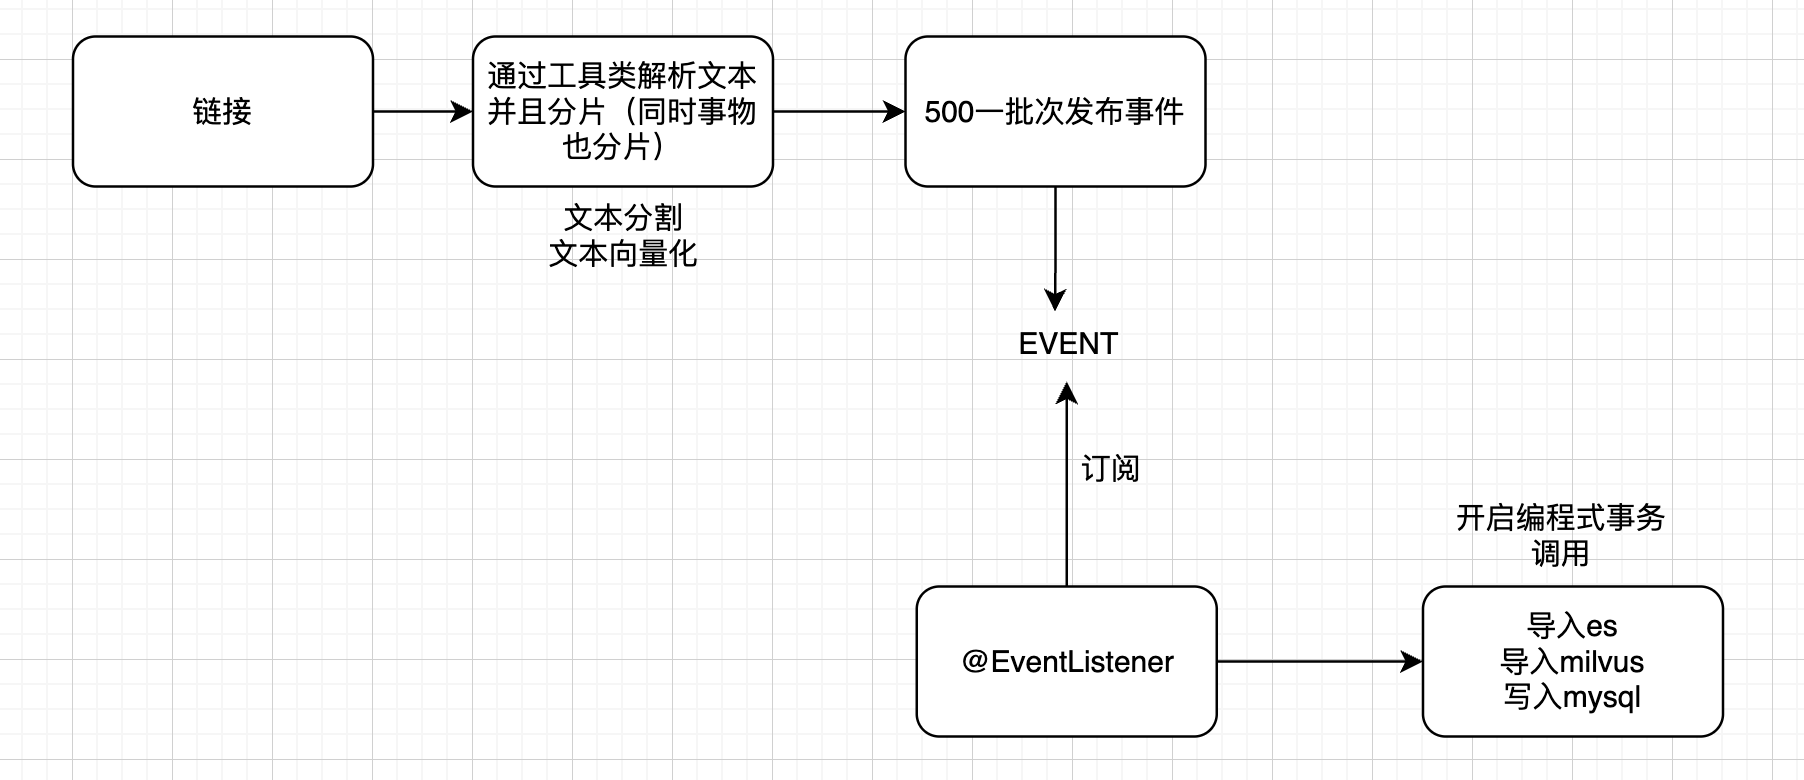 链接
通过工具类解析文本
并且分片（同时事物
也分片）
500一批次发布事件
文本分割
文本向量化
EVENT
订阅
开启编程式事务
调用
@EventListener
导入es
导入milvus
写入mysql